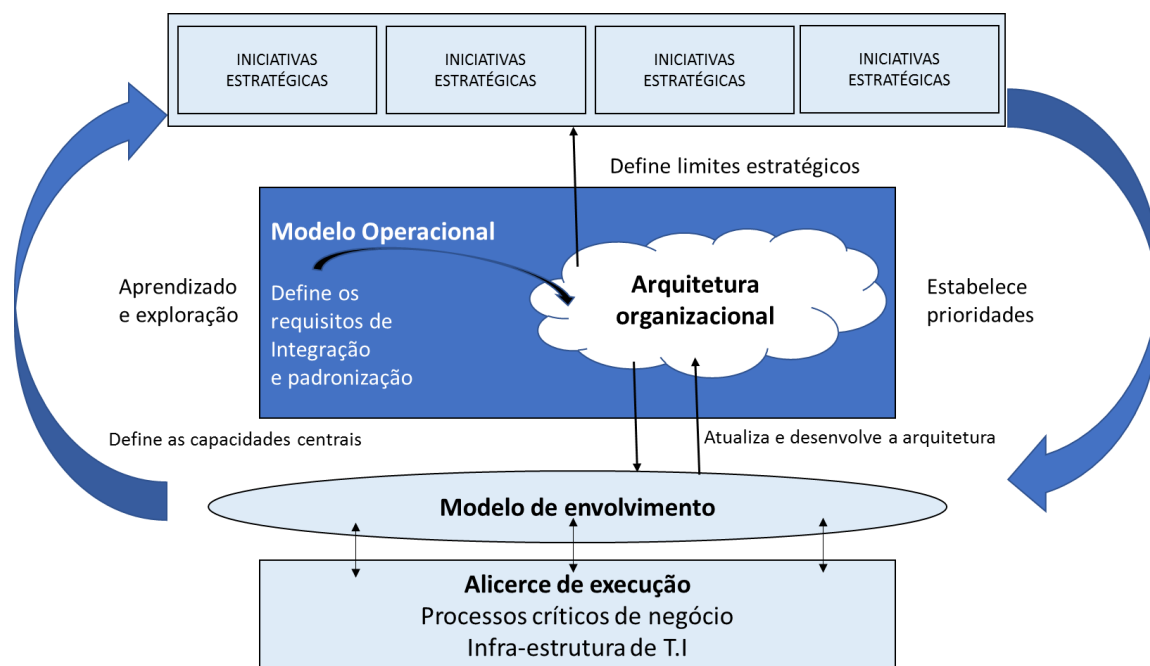 INICIATIVAS
ESTRATÉGICAS
INICIATIVAS
ESTRATÉGICAS
INICIATIVAS
ESTRATÉGICAS
INICIATIVAS
ESTRATÉGICAS
Define limites estratégicos
Modelo Operacional
Define os
requisitos de
Integração
e padronização
Arquitetura
organizacional
Aprendizado
e exploração
Estabelece
prioridades
Define as capacidades centrais
Atualiza e desenvolve a arquitetura
Modelo de envolvimento
Alicerce de execução
Processos críticos de negócio
Infra-estrutura de T.I